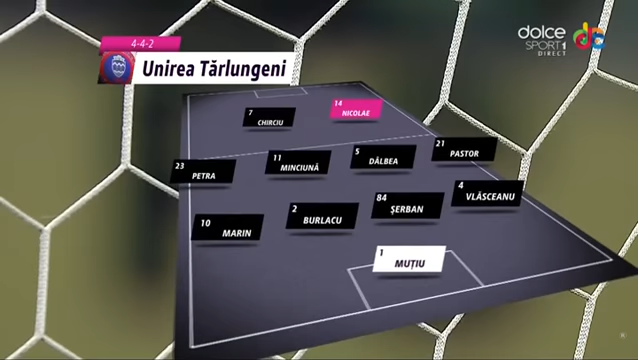 4-4-2
Unirea Tărlungeni
dolce
SPORT 1
DIRECT
7
CHIRCIU
14
NICOLAE
23
PETRA
11
MINCIUNĂ
5
DÂLBEA
21
PASTOR
10
MARIN
2
BURLACU
84
ŞERBAN
4
VLĂSCEANU
1
MUŢIU